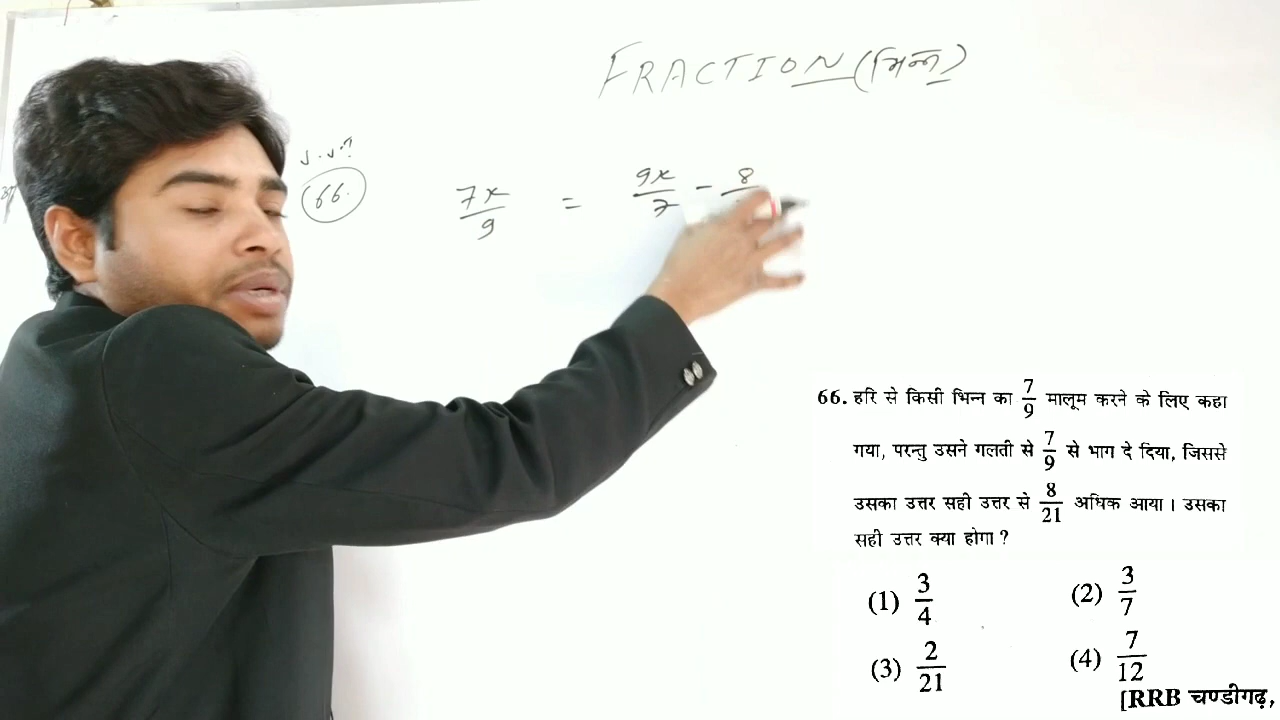 FRACTION (भिन्न)
66.
7x/9 = 9x/7 - 8
66. हरि से किसी भिन्न का 7/9 मालूम करने के लिए कहा
गया, परन्तु उसने गलती से 7/9 से भाग दे दिया, जिससे
उसका उत्तर सही उत्तर से 8/21 अधिक आया। उसका
सही उत्तर क्या होगा ?
(1) 3/4 (2) 3/7
(3) 2/21 (4) 7/12
[RRB चण्डीगढ़,